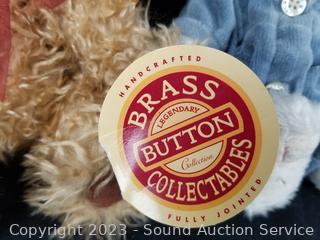 HANDCRAFTED
BRASS
LEGENDARY
BUTTON
Collection
COLLECTABLES
FULLY JOINTED
Copyright 2023 - Sound Auction Service